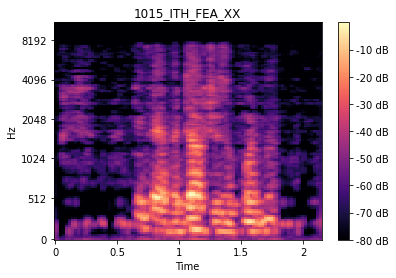 1015_ITH_FEA_XX
8192
4096
2048
1024
512
0
Hz
0
0.5
1
1.5
2
Time
-10 dB
-20 dB
-30 dB
-40 dB
-50 dB
-60 dB
-70 dB
-80 dB